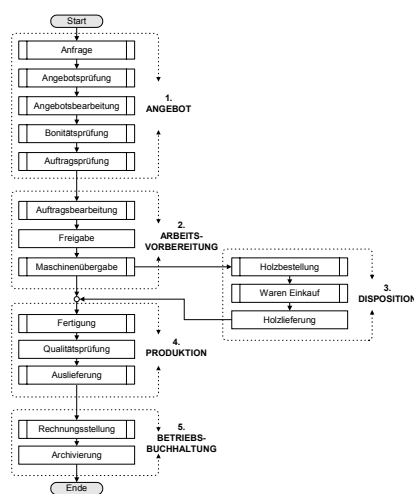 Start
Anfrage
Angebotsprüfung
Angebotsbearbeitung
Bonitätsprüfung
Auftragsprüfung
1.
ANGEBOT
Auftragsbearbeitung
Freigabe
Maschinenübergabe
2.
ARBEITS-
VORBEREITUNG
Holzbestellung
Waren Einkauf
Holzlieferung
3.
DISPOSITION
Fertigung
Qualitätsprüfung
Auslieferung
4.
PRODUKTION
Rechnungsstellung
Archivierung
5.
BETRIEBS-
BUCHHALTUNG
Ende